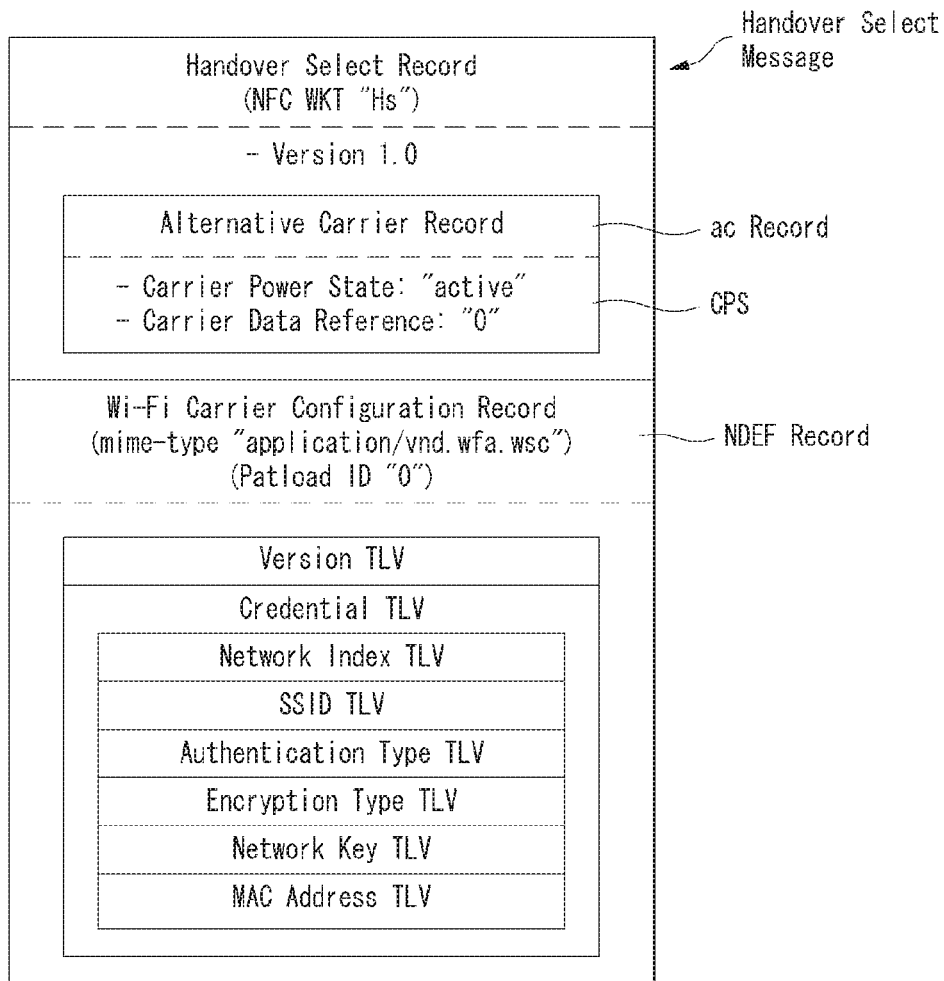 Handover Select
Message
Handover Select Record
(NFC WKT "Hs")
- Version 1.0
Alternative Carrier Record
ac Record
- Carrier Power State: "active"
- Carrier Data Reference: "0"
CPS
Wi-Fi Carrier Configuration Record
(mime-type "application/vnd.wfa.wsc")
(Patload ID "0")
NDEF Record
Version TLV
Credential TLV
Network Index TLV
SSID TLV
Authentication Type TLV
Encryption Type TLV
Network Key TLV
MAC Address TLV